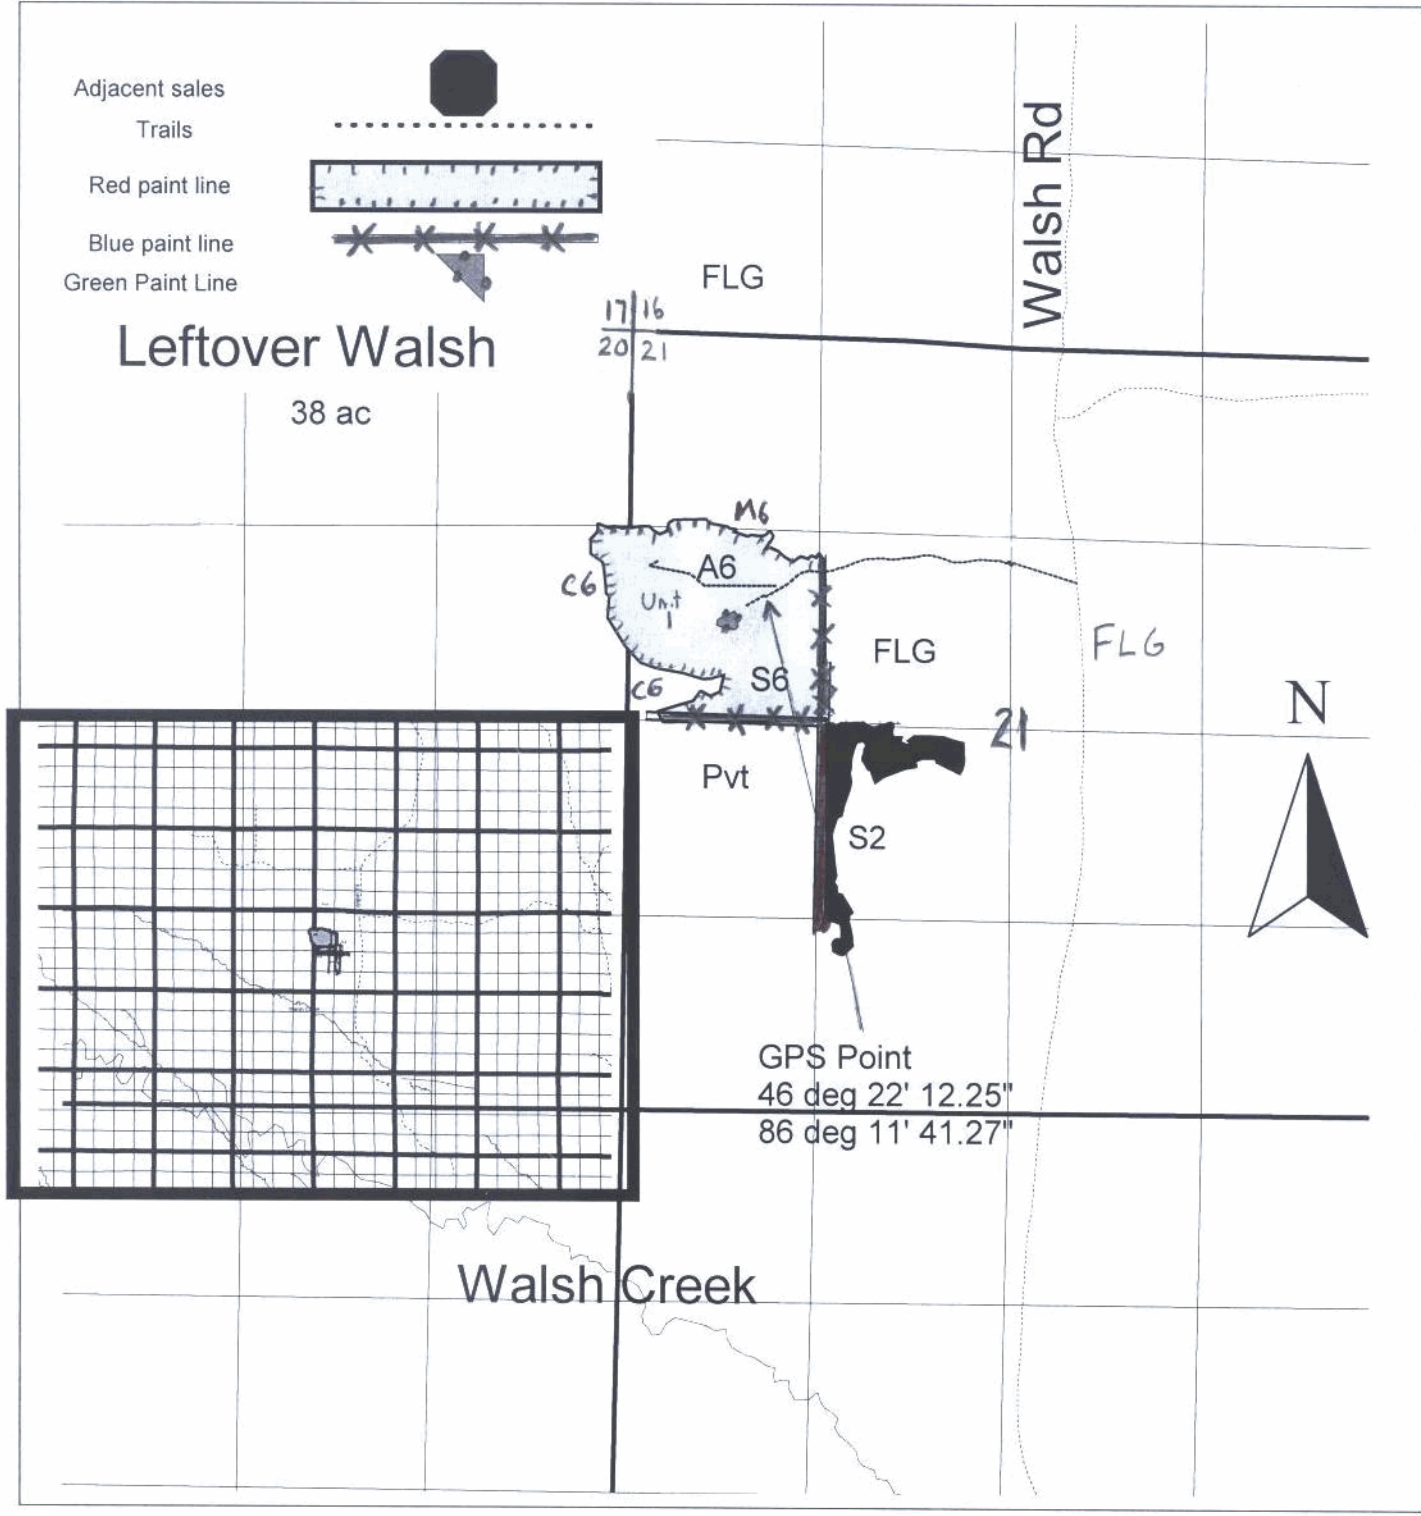 Adjacent sales
Trails
Red paint line
Blue paint line
Green Paint Line
Leftover Walsh
38 ac
Walsh Rd
FLG
17 16
20 21
M6
A6
C6
Unit
1
FLG
FLG
S6
C6
21
N
Pvt
S2
GPS Point
46 deg 22' 12.25"
86 deg 11' 41.27"
Walsh Creek